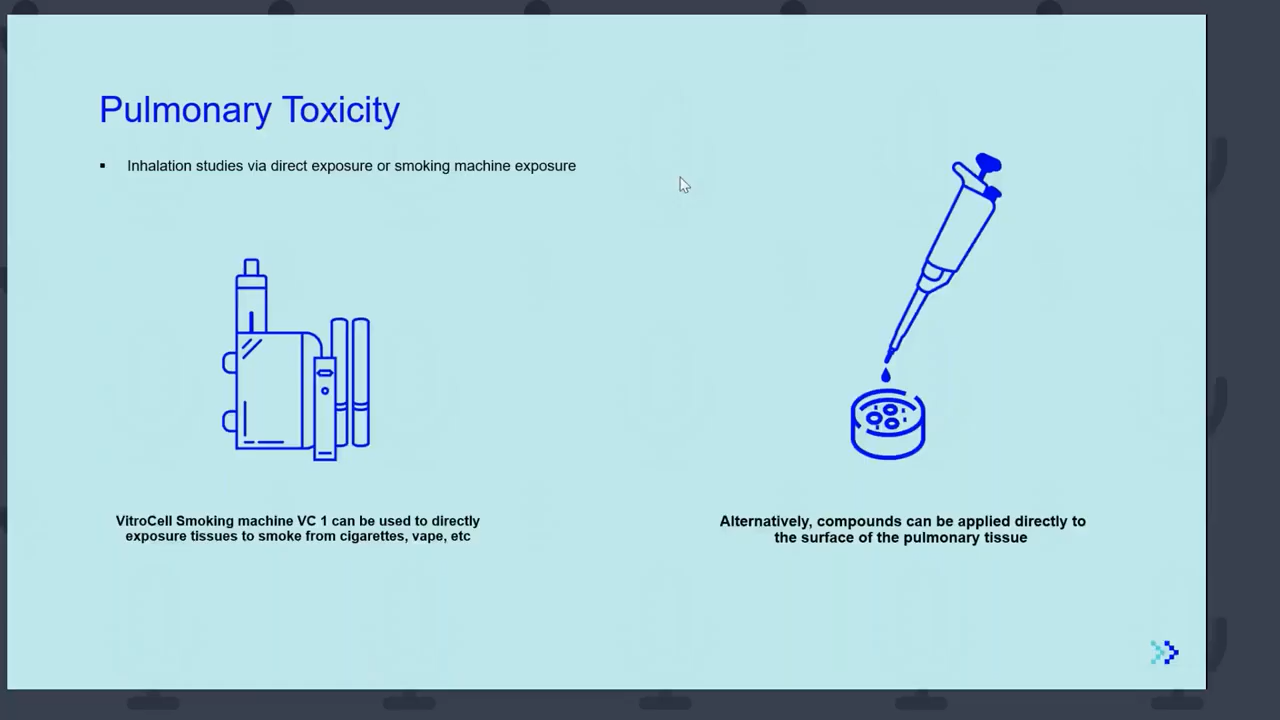 Pulmonary Toxicity
▪ Inhalation studies via direct exposure or smoking machine exposure
VitroCell Smoking machine VC 1 can be used to directly
exposure tissues to smoke from cigarettes, vape, etc
Alternatively, compounds can be applied directly to
the surface of the pulmonary tissue